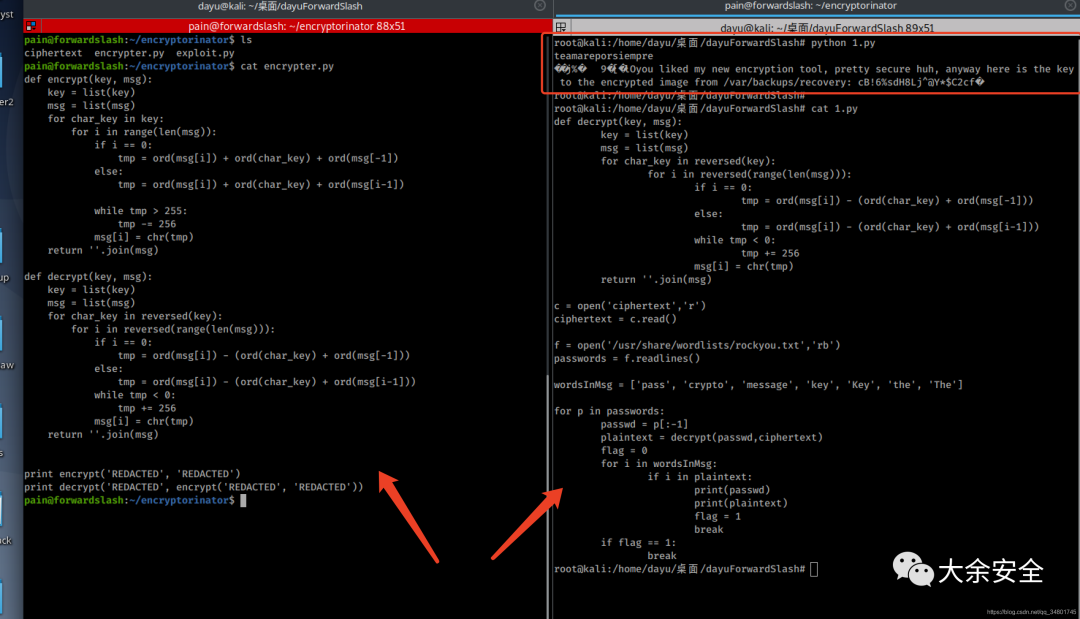 dayu@kali: ~/桌面/dayuForwardSlash
pain@forwardslash:~/encryptorinator 88x51
pain@forwardslash:~/encryptorinator$ ls
ciphertext  encrypter.py  exploit.py
pain@forwardslash:~/encryptorinator$ cat encrypter.py
def encrypt(key, msg):
    key = list(key)
    msg = list(msg)
    for char_key in key:
        for i in range(len(msg)):
            if i == 0:
                tmp = ord(msg[i]) + ord(char_key) + ord(msg[-1])
            else:
                tmp = ord(msg[i]) + ord(char_key) + ord(msg[i-1])
            while tmp > 255:
                tmp -= 256
            msg[i] = chr(tmp)
    return ''.join(msg)
def decrypt(key, msg):
    key = list(key)
    msg = list(msg)
    for char_key in reversed(key):
        for i in reversed(range(len(msg))):
            if i == 0:
                tmp = ord(msg[i]) - (ord(char_key) + ord(msg[-1]))
            else:
                tmp = ord(msg[i]) - (ord(char_key) + ord(msg[i-1]))
            while tmp < 0:
                tmp += 256
            msg[i] = chr(tmp)
    return ''.join(msg)
print encrypt('REDACTED', 'REDACTED')
print decrypt('REDACTED', encrypt('REDACTED', 'REDACTED'))
pain@forwardslash:~/encryptorinator$
pain@forwardslash: ~/encryptorinator
dayu@kali: ~/桌面/dayuForwardSlash 89x51
root@kali:/home/dayu/桌面/dayuForwardSlash# python 1.py
teamareporsiempre
you liked my new encryption tool, pretty secure huh, anyway here is the key
to the encrypted image from /var/backups/recovery: cB!6%sdH8Lj^@Y*$C2cf
root@kali:/home/dayu/桌面/dayuForwardSlash#
root@kali:/home/dayu/桌面/dayuForwardSlash# cat 1.py
def decrypt(key, msg):
        key = list(key)
        msg = list(msg)
        for char_key in reversed(key):
                for i in reversed(range(len(msg))):
                        if i == 0:
                                tmp = ord(msg[i]) - (ord(char_key) + ord(msg[-1]))
                        else:
                                tmp = ord(msg[i]) - (ord(char_key) + ord(msg[i-1]))
                        while tmp < 0:
                                tmp += 256
                        msg[i] = chr(tmp)
        return ''.join(msg)
c = open('ciphertext','r')
ciphertext = c.read()
f = open('/usr/share/wordlists/rockyou.txt','rb')
passwords = f.readlines()
wordsInMsg = ['pass', 'crypto', 'message', 'key', 'Key', 'the', 'The']
for p in passwords:
        passwd = p[:-1]
        plaintext = decrypt(passwd,ciphertext)
        flag = 0
        for i in wordsInMsg:
                if i in plaintext:
                        print(passwd)
                        print(plaintext)
                        flag = 1
                        break
        if flag == 1:
                break
root@kali:/home/dayu/桌面/dayuForwardSlash#
大余安全
https://blog.csdn.net/qq_34801745